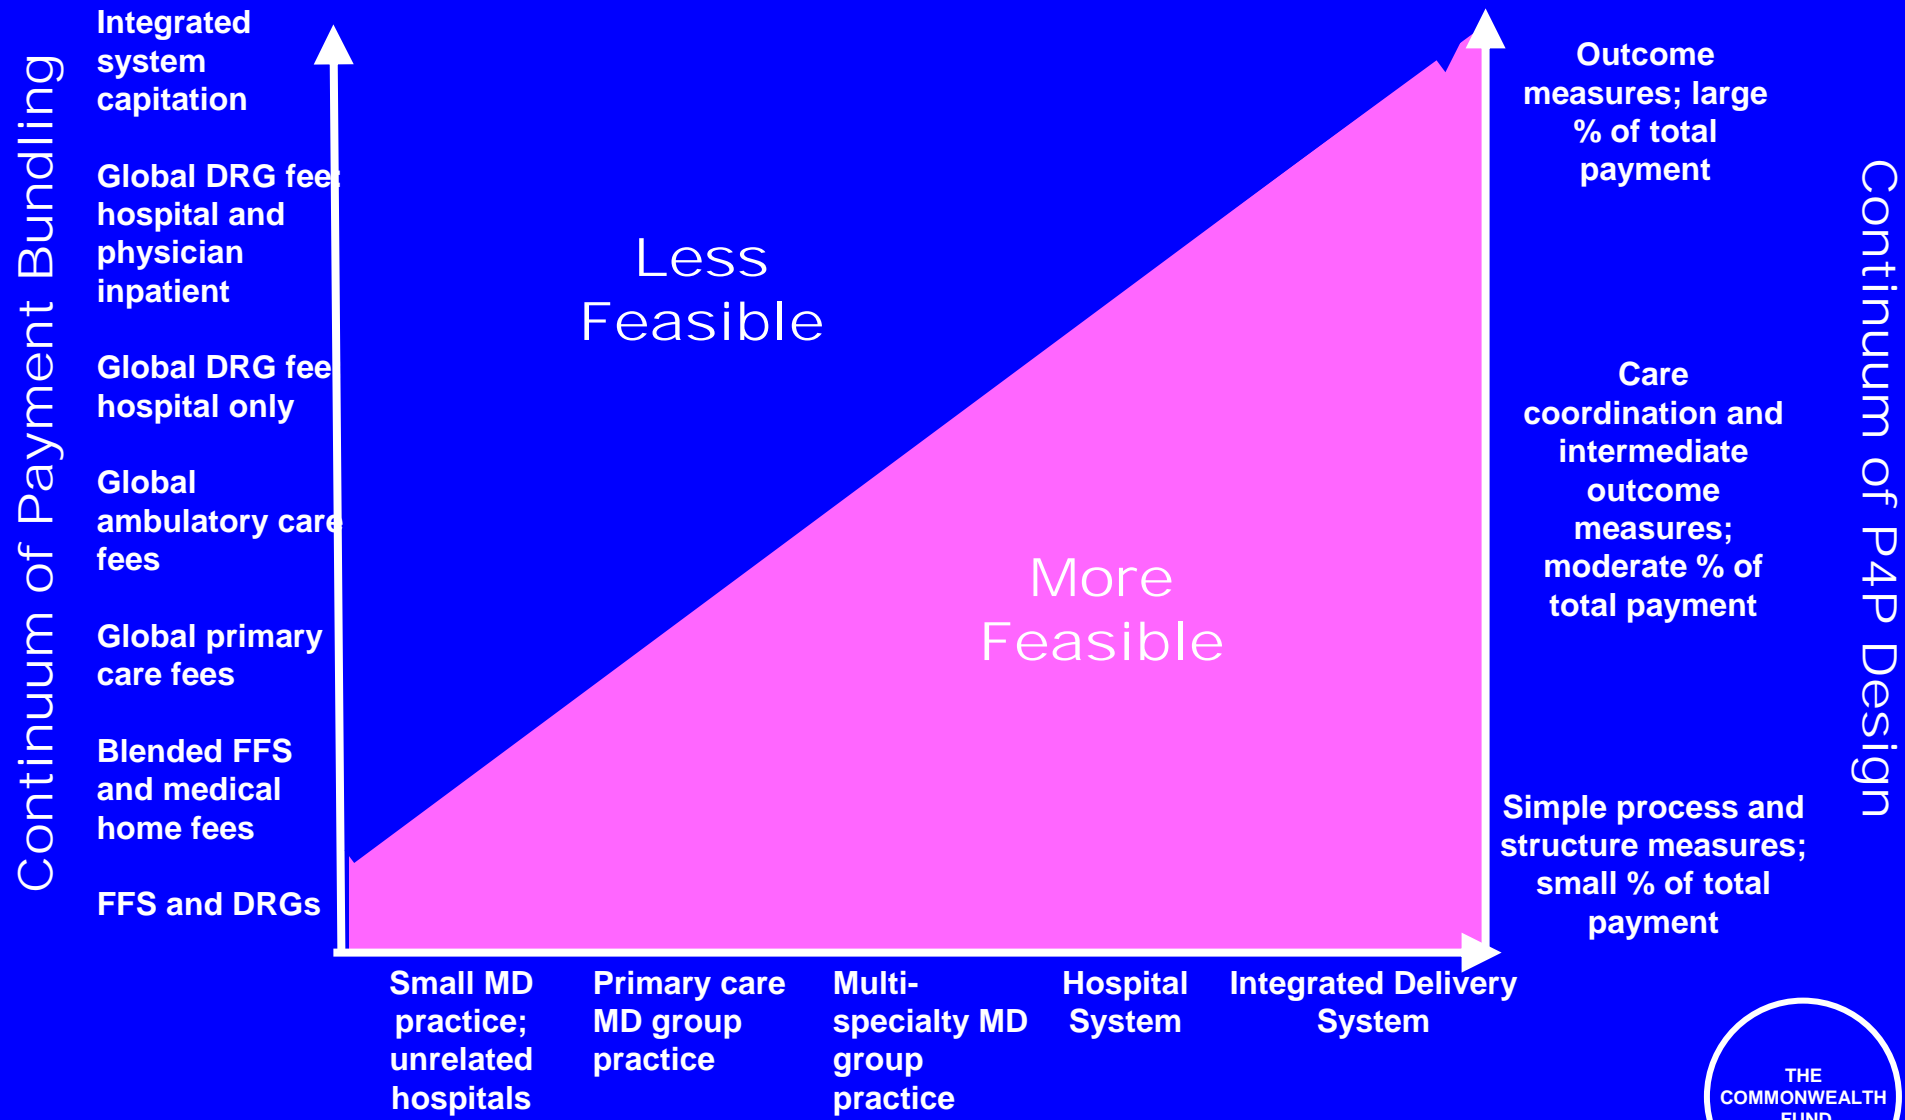 Continuum of Payment Bundling
Integrated
system
capitation
Global DRG fee:
hospital and
physician
inpatient
Global DRG fee
hospital only
Global
ambulatory care
fees
Global primary
care fees
Blended FFS
and medical
home fees
FFS and DRGs
Less
Feasible
More
Feasible
Outcome
measures; large
% of total
payment
Care
coordination and
intermediate
outcome
measures;
moderate % of
total payment
Simple process and
structure measures;
small % of total
payment
Continuum of P4P Design
Small MD
practice;
unrelated
hospitals
Primary care
MD group
practice
Multi-
specialty MD
group
practice
Hospital
System
Integrated Delivery
System
THE
COMMONWEALTH
FUND